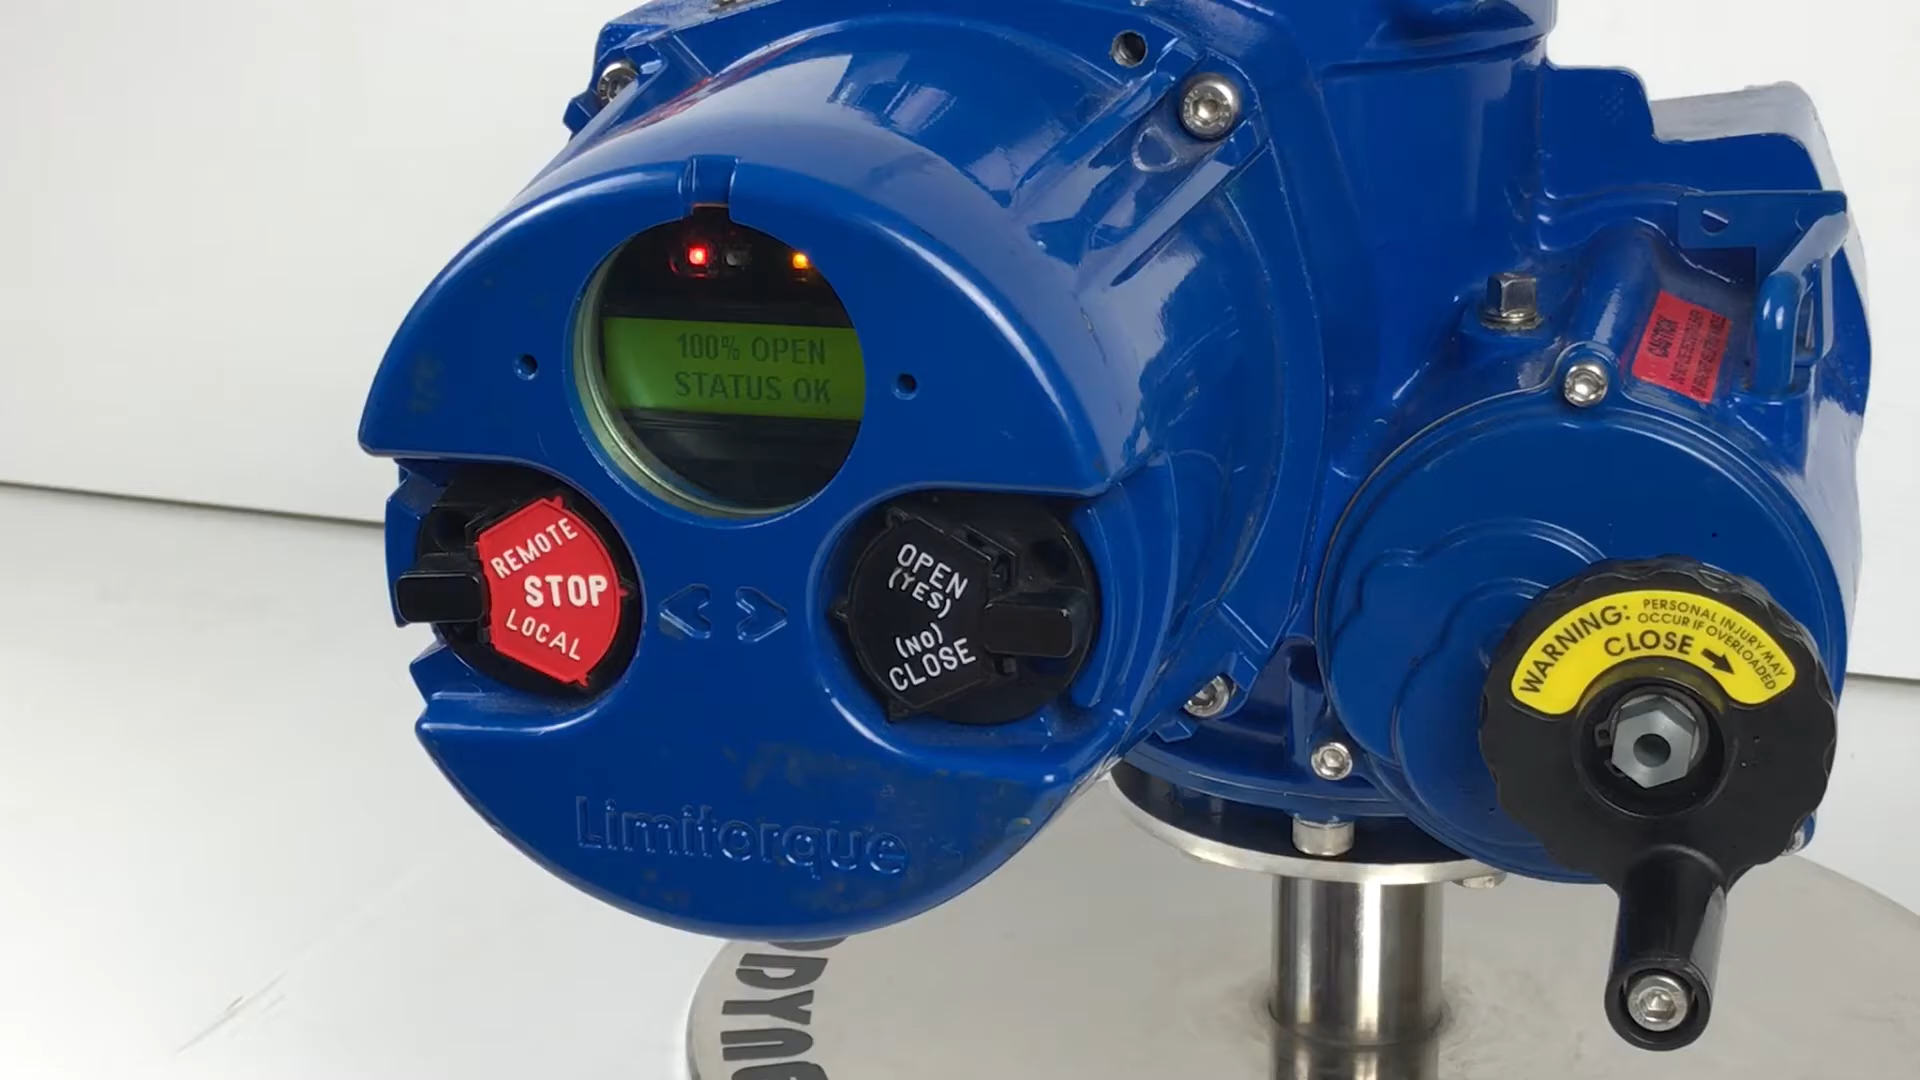 100% OPEN
STATUS OK
REMOTE
STOP
LOCAL
OPEN
(YES)
(NO)
CLOSE
Limitorque
CAUTION
WARNING:
PERSONAL INJURY MAY
OCCUR IF OVERLOADED
CLOSE